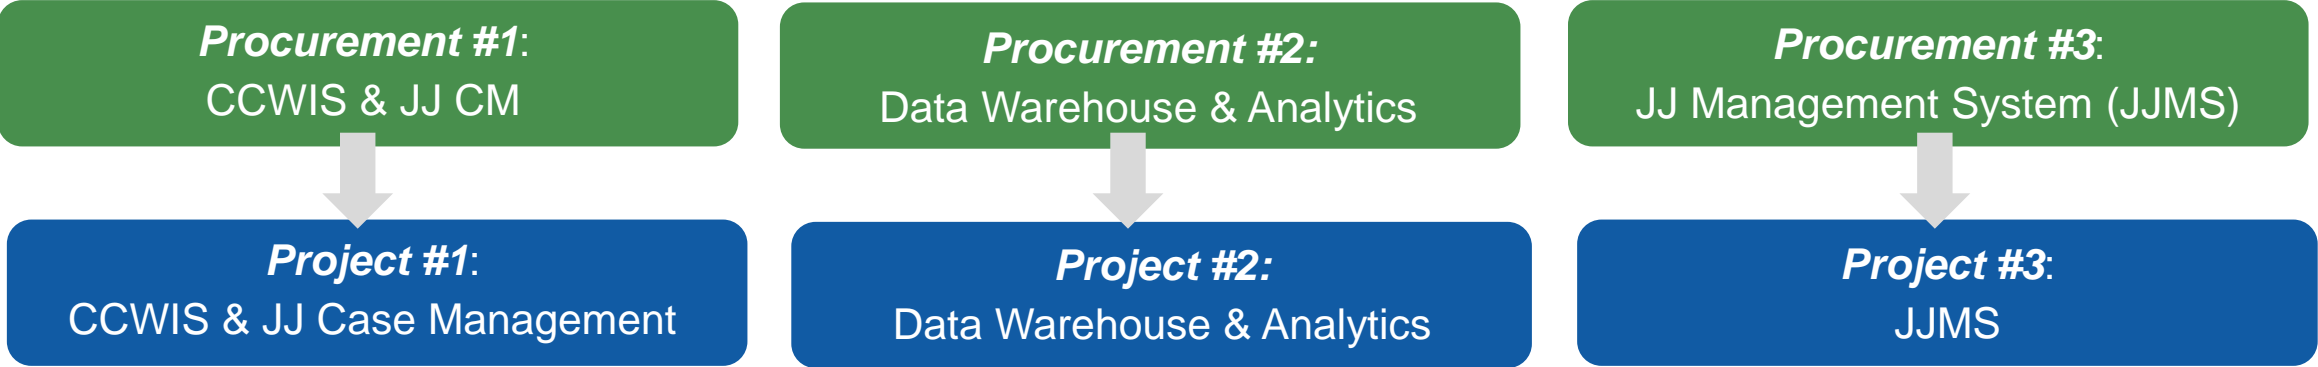 Procurement #1:
CCWIS & JJ CM
Procurement #2:
Data Warehouse & Analytics
Procurement #3:
JJ Management System (JJMS)
Project #1:
CCWIS & JJ Case Management
Project #2:
Data Warehouse & Analytics
Project #3:
JJMS